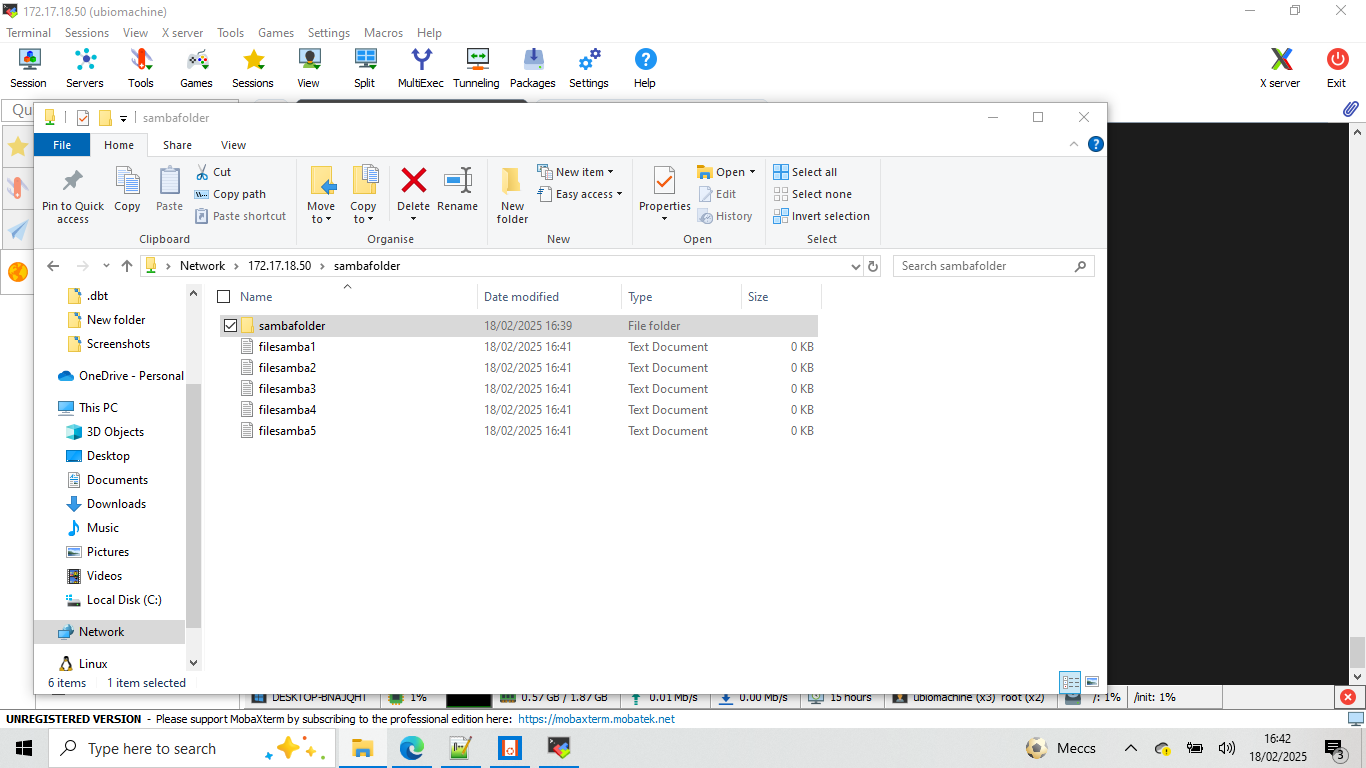 172.17.18.50 (ubiomachine)
Terminal Sessions View X server Tools Games Settings Macros Help
Session Servers Tools Games Sessions View Split MultiExec Tunneling Packages Settings Help X server Exit
Qu
sambafolder
File Home Share View
Pin to Quick access
Copy
Paste
Cut
Copy path
Paste shortcut
Move to
Copy to
Delete
Rename
New folder
New item
Easy access
Properties
Open
Edit
History
Select all
Select none
Invert selection
Clipboard Organise New Open Select
Network 172.17.18.50 sambafolder
Search sambafolder
.dbt
New folder
Screenshots
OneDrive - Personal
This PC
3D Objects
Desktop
Documents
Downloads
Music
Pictures
Videos
Local Disk (C:)
Network
Linux
Name Date modified Type Size
sambafolder 18/02/2025 16:39 File folder
filesamba1 18/02/2025 16:41 Text Document 0 KB
filesamba2 18/02/2025 16:41 Text Document 0 KB
filesamba3 18/02/2025 16:41 Text Document 0 KB
filesamba4 18/02/2025 16:41 Text Document 0 KB
filesamba5 18/02/2025 16:41 Text Document 0 KB
6 items 1 item selected
DESKTOP-BNAJQHT 1% 0.57 GB / 1.87 GB 0.01 Mb/s 0.00 Mb/s 15 hours ubiomachine (x3) root (x2) /: 1% /init: 1%
UNREGISTERED VERSION - Please support MobaXterm by subscribing to the professional edition here: https://mobaxterm.mobatek.net
Type here to search
Meccs
16:42
18/02/2025
3